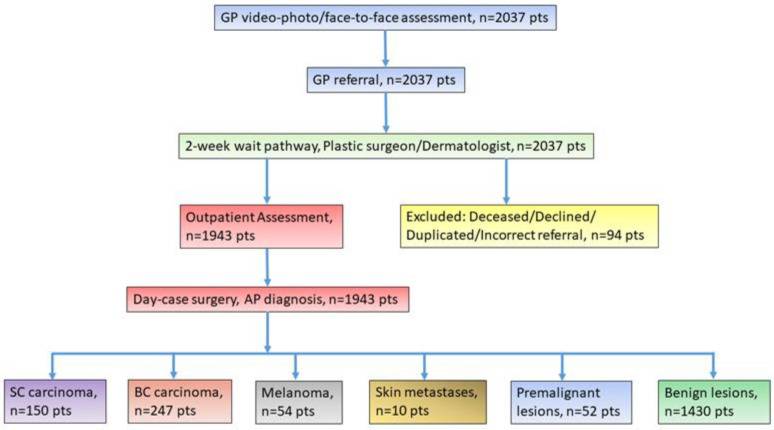 GP video-photo/face-to-face assessment, n=2037 pts
GP referral, n=2037 pts
2-week wait pathway, Plastic surgeon/Dermatologist, n=2037 pts
Outpatient Assessment,
n=1943 pts
Excluded: Deceased/Declined/
Duplicated/Incorrect referral, n=94 pts
Day-case surgery, AP diagnosis, n=1943 pts
SC carcinoma,
n=150 pts
BC carcinoma,
n=247 pts
Melanoma,
n=54 pts
Skin metastases,
n=10 pts
Premalignant
lesions, n=52 pts
Benign lesions,
n=1430 pts